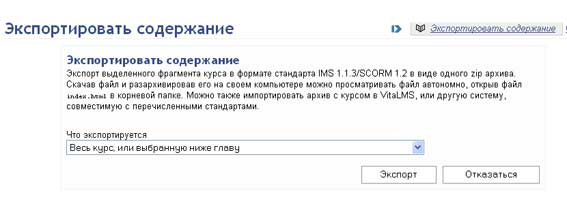 Экспортировать содержание
Экспортировать содержание
Экспортировать содержание
Экспорт выделенного фрагмента курса в формате стандарта IMS 1.1.3/SCORM 1.2 в виде одного zip архива.
Скачав файл и разархивировав его на своем компьютере можно просматривать файл автономно, открыв файл
index.html в корневой папке. Можно также импортировать архив с курсом в VitaLMS, или другую систему,
совместимую с перечисленными стандартами.
Что экспортируется
Весь курс, или выбранную ниже главу
Экспорт Отказаться